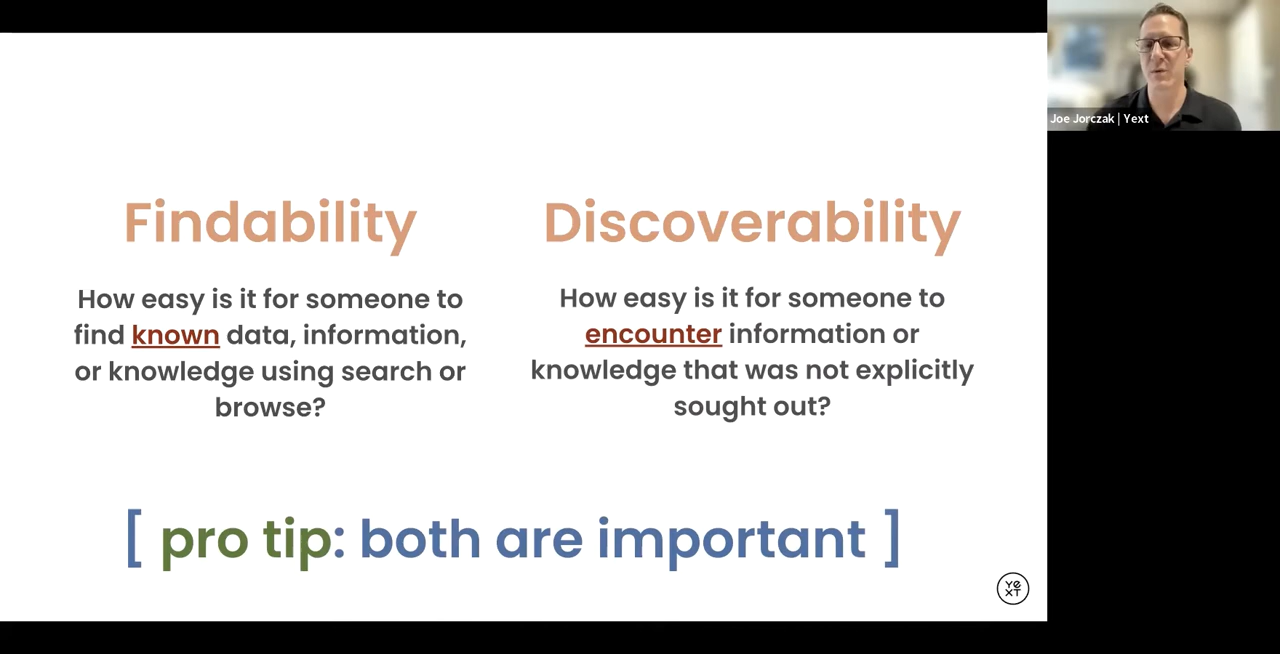 Joe Jorczak | Yext
Findability
How easy is it for someone to
find known data, information,
or knowledge using search or
browse?
Discoverability
How easy is it for someone to
encounter information or
knowledge that was not explicitly
sought out?
[ pro tip: both are important ]
yext